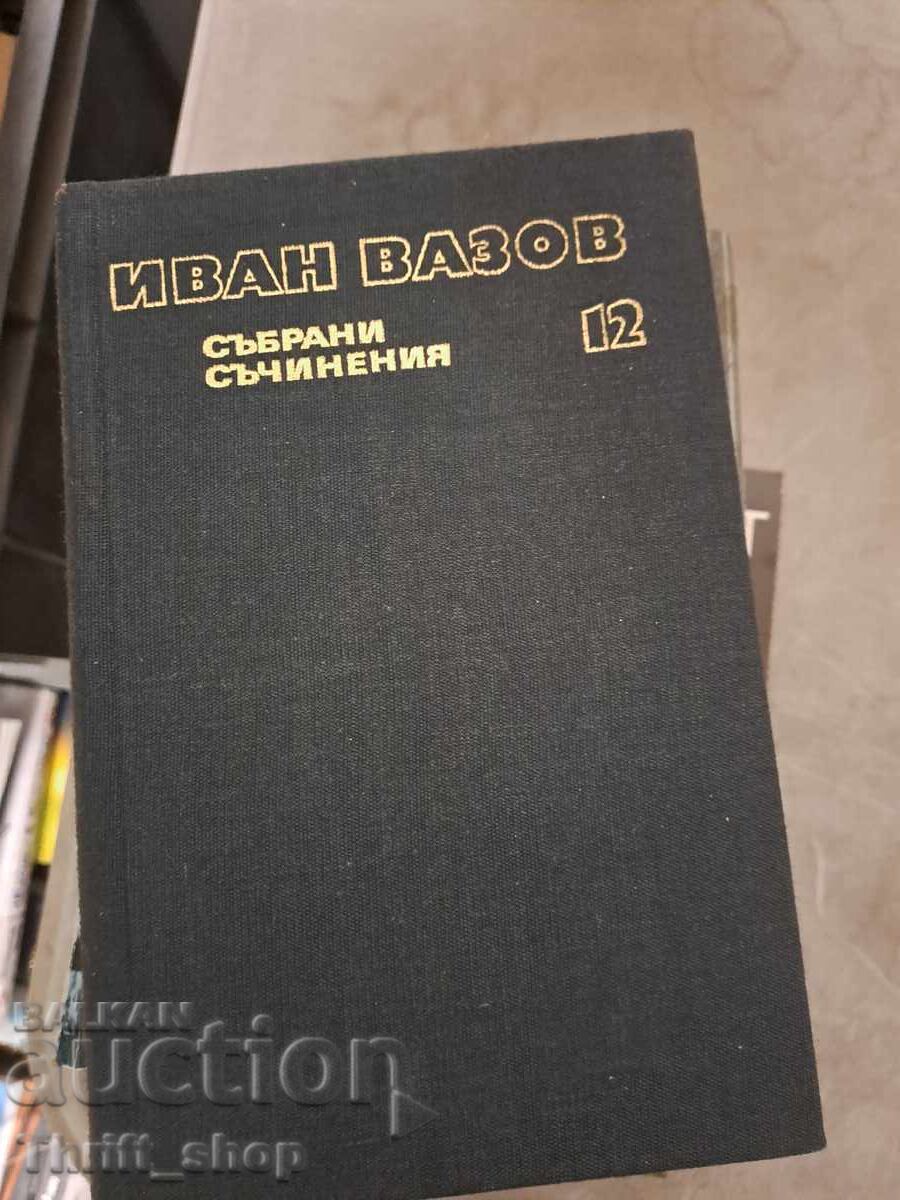 ИВАН ВАЗОВ
12
СЪБРАНИ
СЪЧИНЕНИЯ
T
BALKAN
auction
thrift_shop